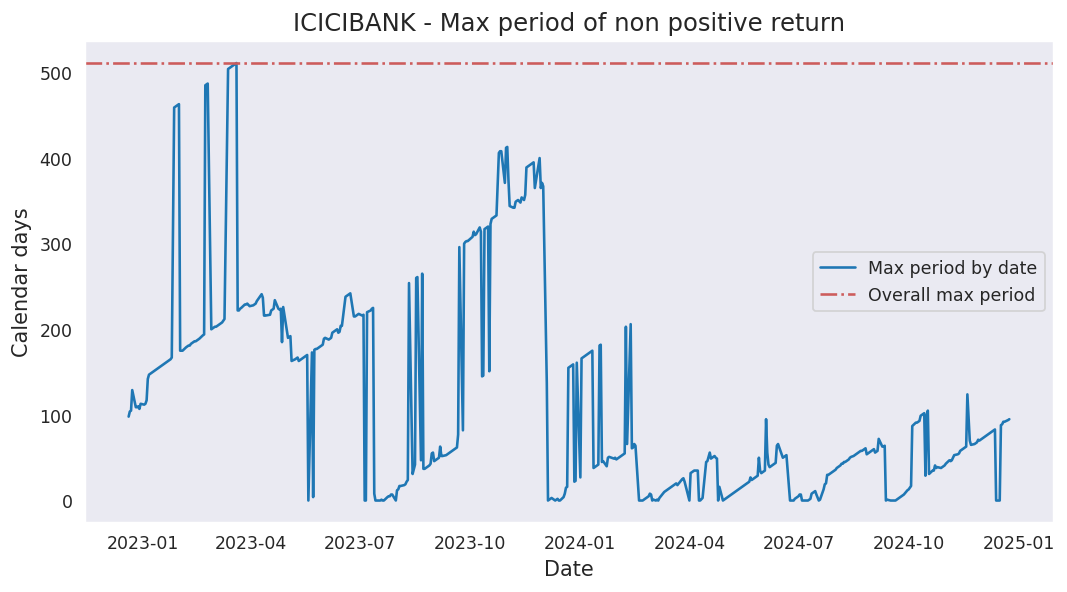 ICICIBANK - Max period of non positive return
Calendar days
500
400
300
200
100
0
Max period by date
Overall max period
2023-01 2023-04 2023-07 2023-10 2024-01 2024-04 2024-07 2024-10 2025-01
Date